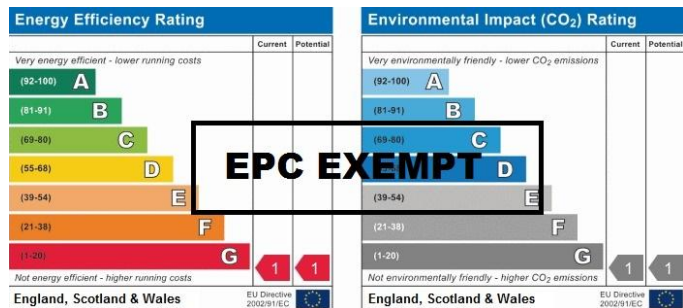 Energy Efficiency Rating
Current Potential
Very energy efficient - lower running costs
(92-100) A
(81-91) B
(69-80) C
(55-68) D
(39-54) E
(21-38) F
(1-20) G
1 1
Not energy efficient - higher running costs
England, Scotland & Wales
EU Directive
2002/91/EC
Environmental Impact (CO₂) Rating
Current Potential
Very environmentally friendly - lower CO₂ emissions
(92-100) A
(81-91) B
(69-80) C
D
(39-54) E
(21-38) F
(1-20) G
1 1
Not environmentally friendly - higher CO₂ emissions
England, Scotland & Wales
EU Directive
2002/91/EC
EPC EXEMPT